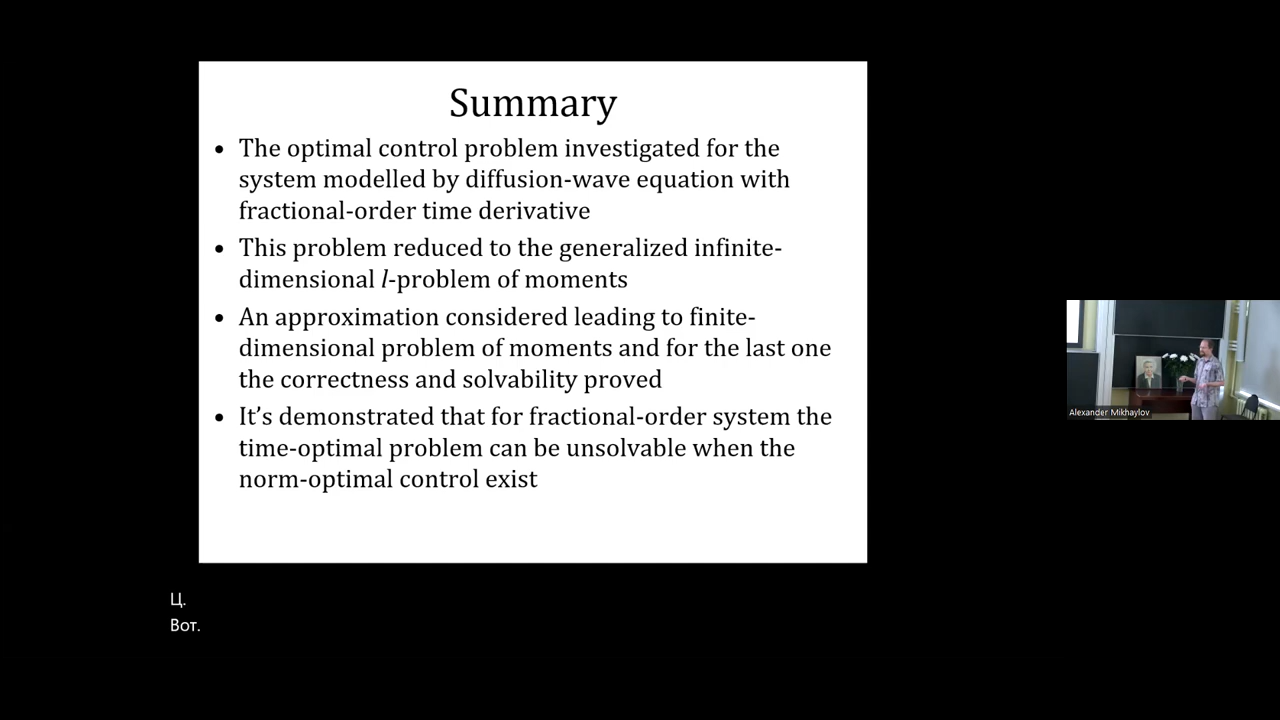 Summary
• The optimal control problem investigated for the
system modelled by diffusion-wave equation with
fractional-order time derivative
• This problem reduced to the generalized infinite-
dimensional l-problem of moments
• An approximation considered leading to finite-
dimensional problem of moments and for the last one
the correctness and solvability proved
• It’s demonstrated that for fractional-order system the
time-optimal problem can be unsolvable when the
norm-optimal control exist
Alexander Mikhaylov
Ц.
Вот.